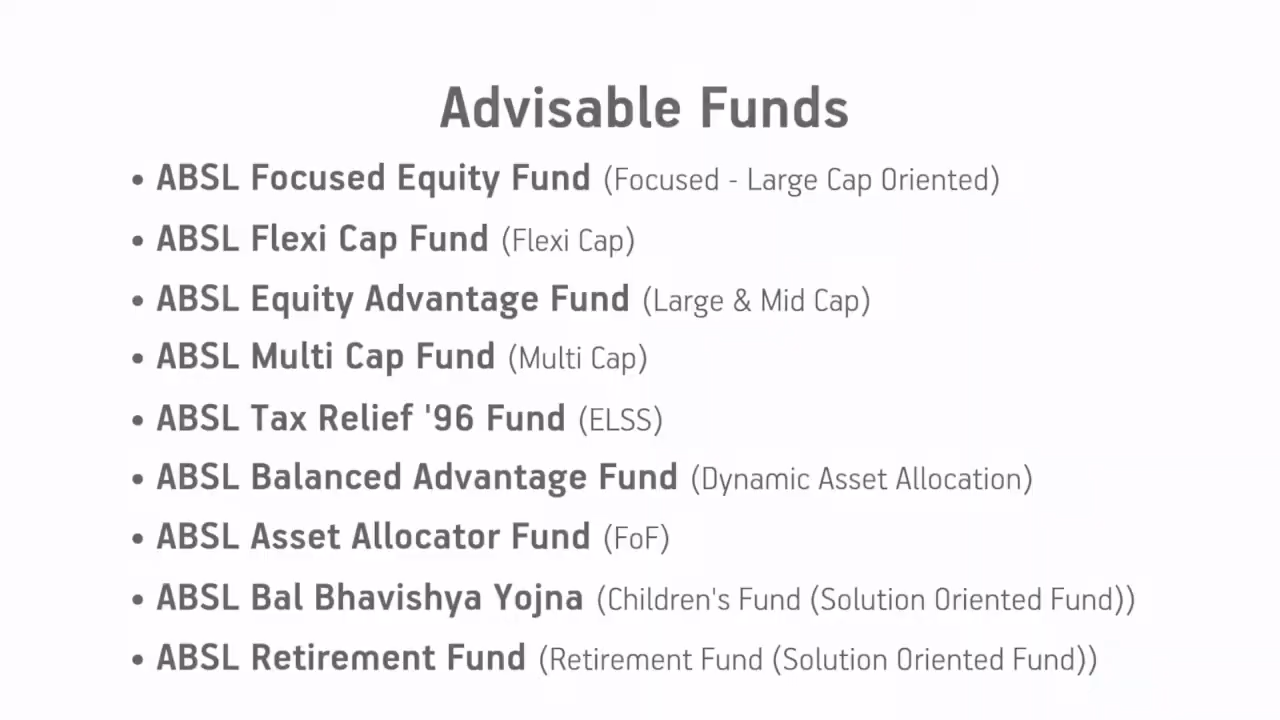 Advisable Funds
• ABSL Focused Equity Fund (Focused - Large Cap Oriented)
• ABSL Flexi Cap Fund (Flexi Cap)
• ABSL Equity Advantage Fund (Large & Mid Cap)
• ABSL Multi Cap Fund (Multi Cap)
• ABSL Tax Relief '96 Fund (ELSS)
• ABSL Balanced Advantage Fund (Dynamic Asset Allocation)
• ABSL Asset Allocator Fund (FoF)
• ABSL Bal Bhavishya Yojna (Children's Fund (Solution Oriented Fund))
• ABSL Retirement Fund (Retirement Fund (Solution Oriented Fund))